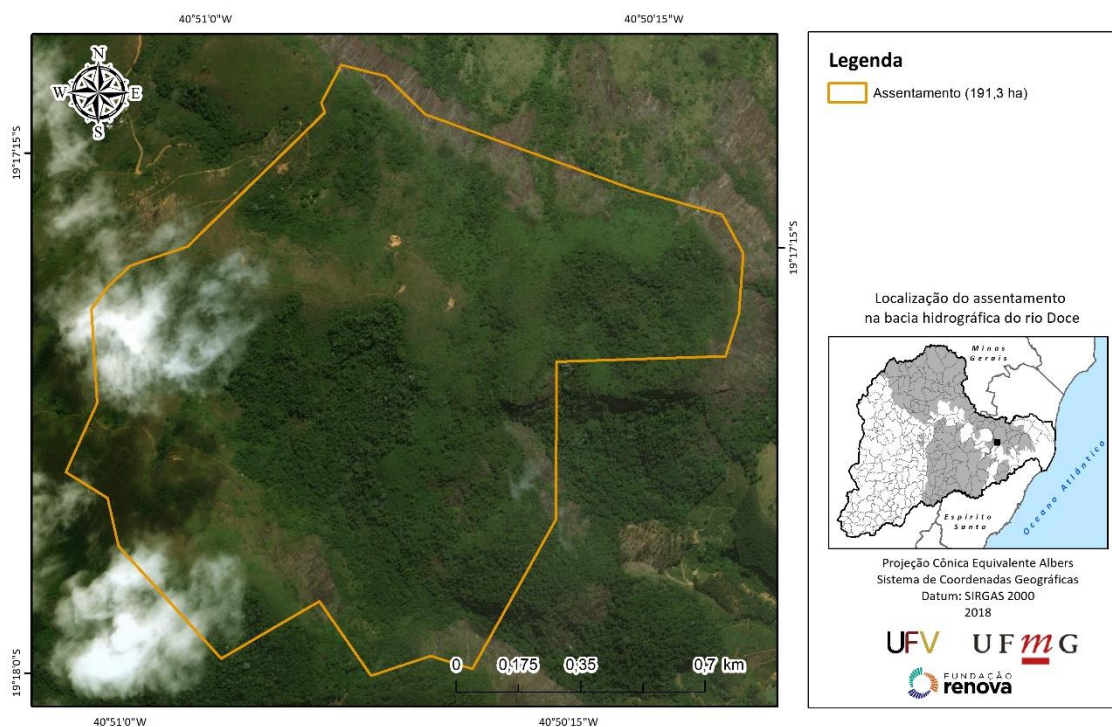 40°51'0"W
40°50'15"W
N
W
E
S
19°17'15"S
19°17'15"S
19°18'0"S
0
0,175
0,35
0,7 km
40°51'0"W
40°50'15"W
Legenda
Assentamento (191,3 ha)
Localização do assentamento
na bacia hidrográfica do rio Doce
Minas
Gerais
Espírito
Santo
Oceano Atlântico
Projeção Cônica Equivalente Albers
Sistema de Coordenadas Geográficas
Datum: SIRGAS 2000
2018
UFV
UFmG
FUNDAÇÃO
renova